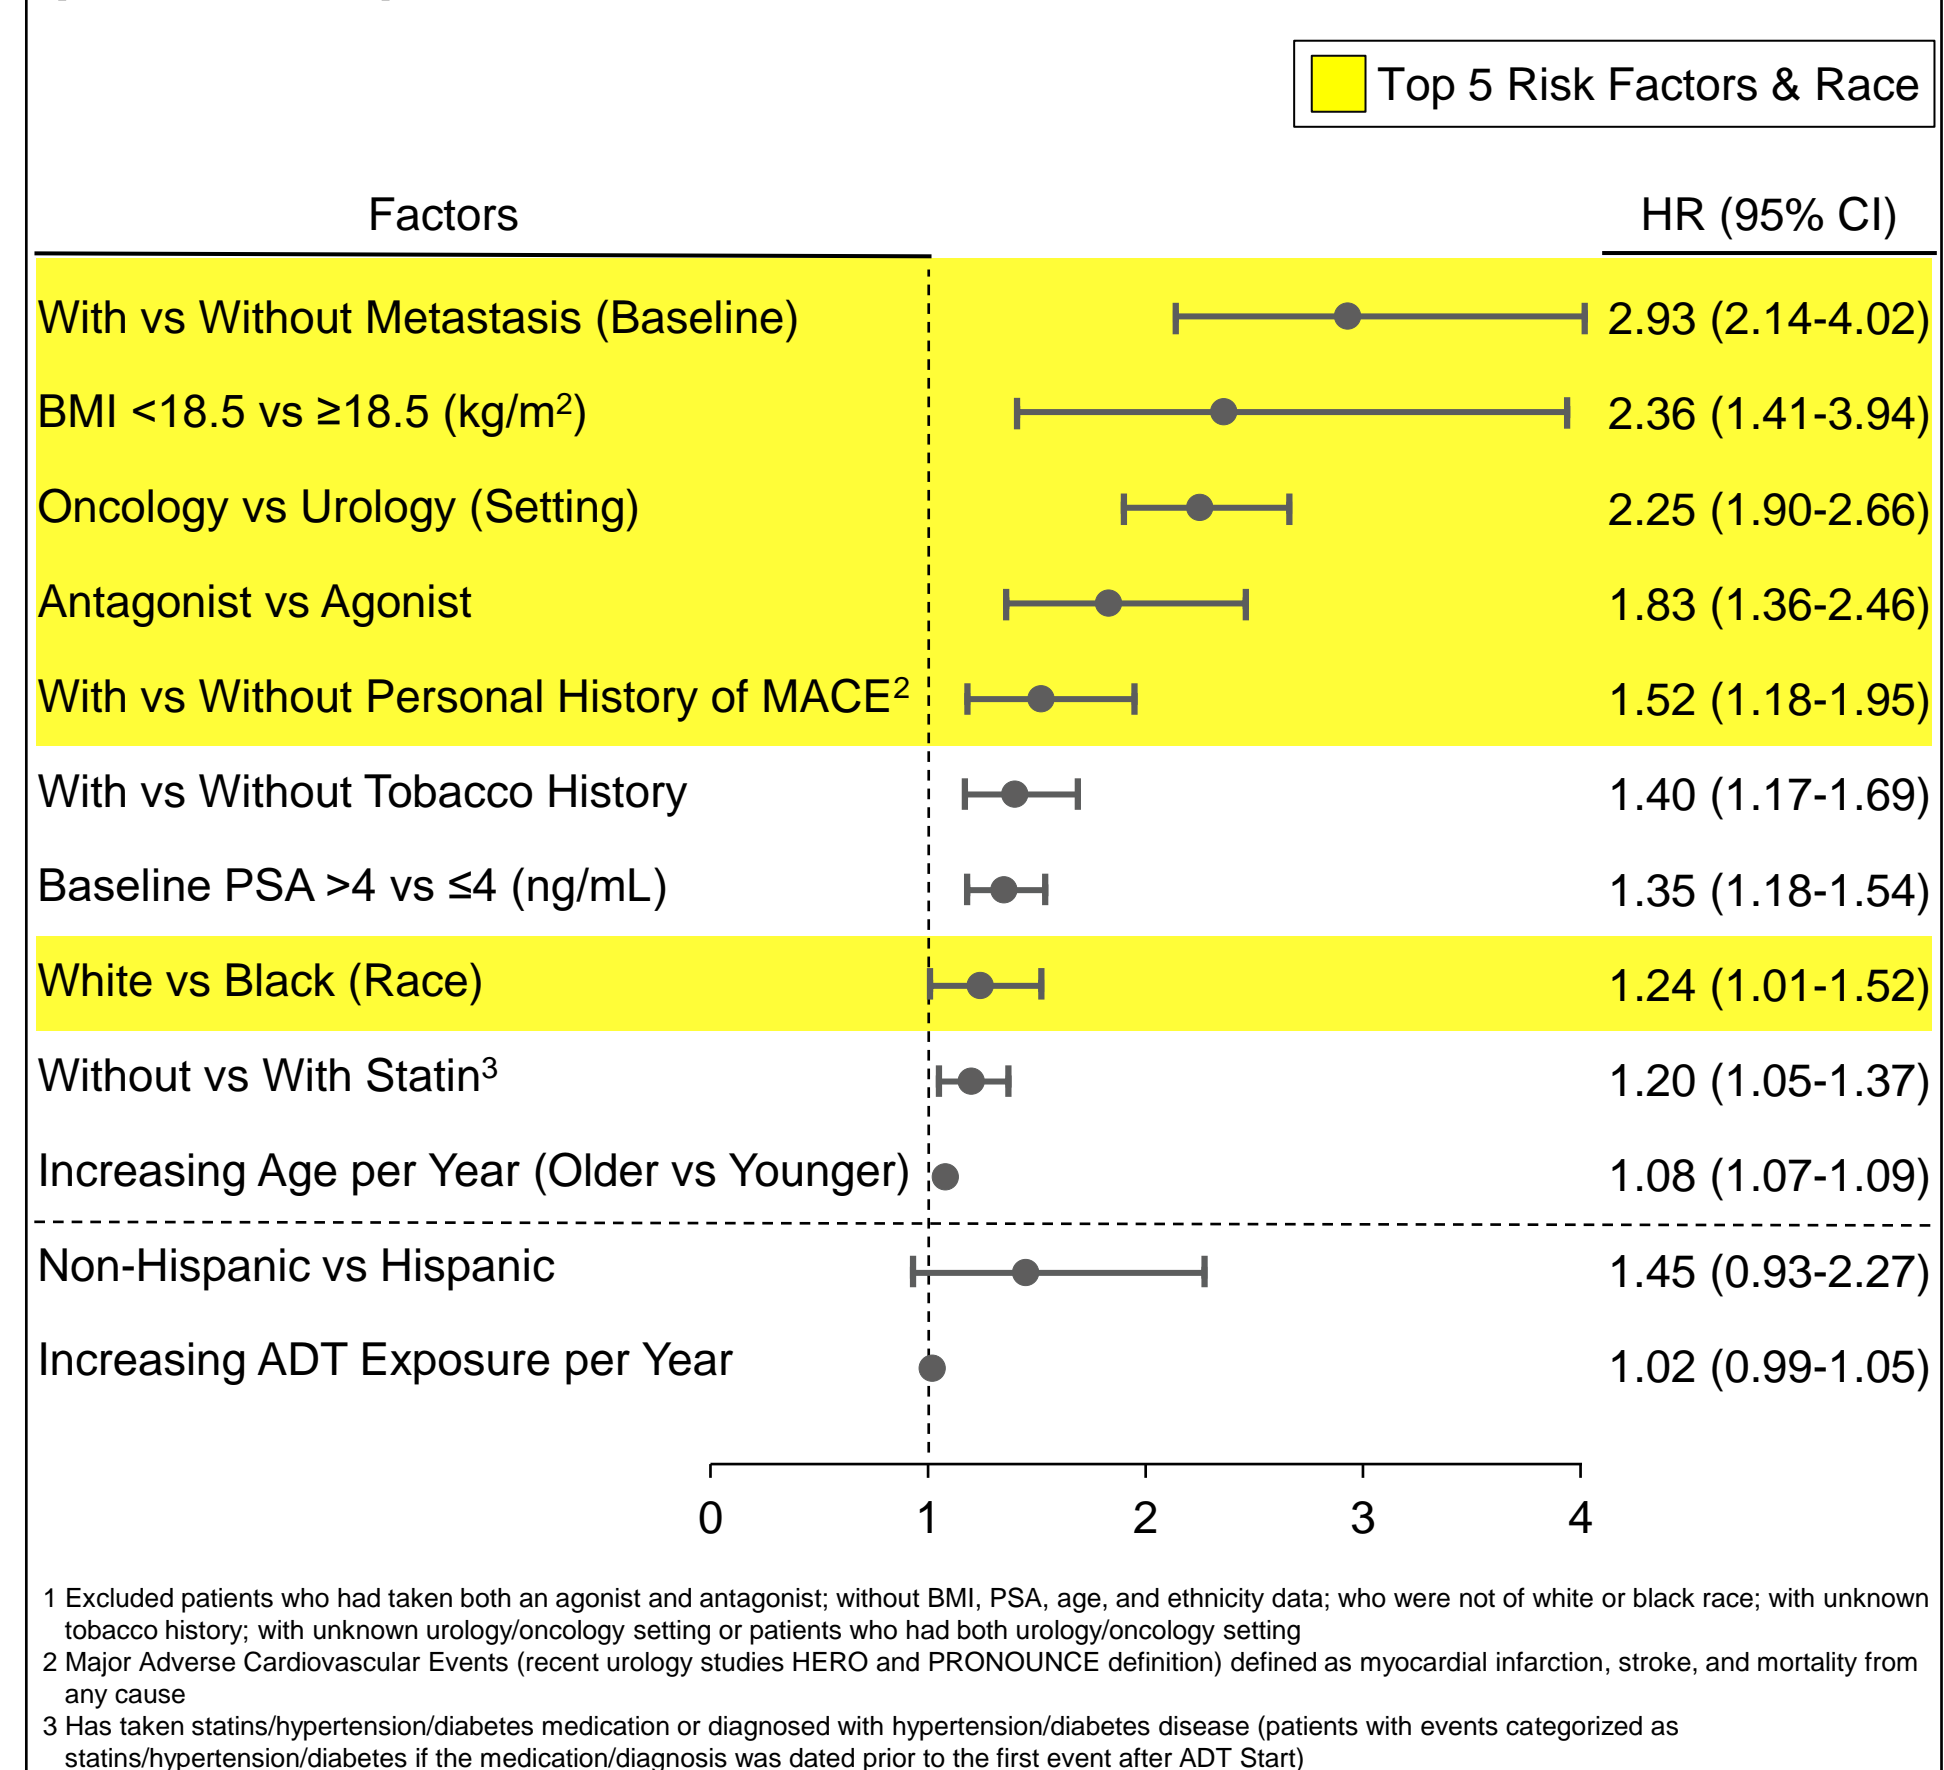 Top 5 Risk Factors & Race
Factors HR (95% CI)
With vs Without Metastasis (Baseline) 2.93 (2.14-4.02)
BMI <18.5 vs ≥18.5 (kg/m²) 2.36 (1.41-3.94)
Oncology vs Urology (Setting) 2.25 (1.90-2.66)
Antagonist vs Agonist 1.83 (1.36-2.46)
With vs Without Personal History of MACE² 1.52 (1.18-1.95)
With vs Without Tobacco History 1.40 (1.17-1.69)
Baseline PSA >4 vs ≤4 (ng/mL) 1.35 (1.18-1.54)
White vs Black (Race) 1.24 (1.01-1.52)
Without vs With Statin³ 1.20 (1.05-1.37)
Increasing Age per Year (Older vs Younger) 1.08 (1.07-1.09)
Non-Hispanic vs Hispanic 1.45 (0.93-2.27)
Increasing ADT Exposure per Year 1.02 (0.99-1.05)
0 1 2 3 4
1 Excluded patients who had taken both an agonist and antagonist; without BMI, PSA, age, and ethnicity data; who were not of white or black race; with unknown
tobacco history; with unknown urology/oncology setting or patients who had both urology/oncology setting
2 Major Adverse Cardiovascular Events (recent urology studies HERO and PRONOUNCE definition) defined as myocardial infarction, stroke, and mortality from
any cause
3 Has taken statins/hypertension/diabetes medication or diagnosed with hypertension/diabetes disease (patients with events categorized as
statins/hypertension/diabetes if the medication/diagnosis was dated prior to the first event after ADT Start)